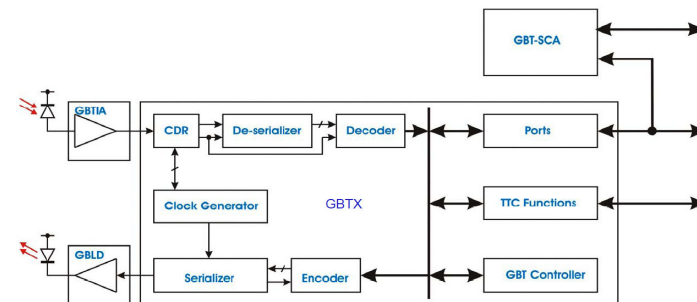 GBT-SCA
GBTIA
CDR
De-serializer
Decoder
Ports
Clock Generator
GBTX
TTC Functions
GBLD
Serializer
Encoder
GBT Controller